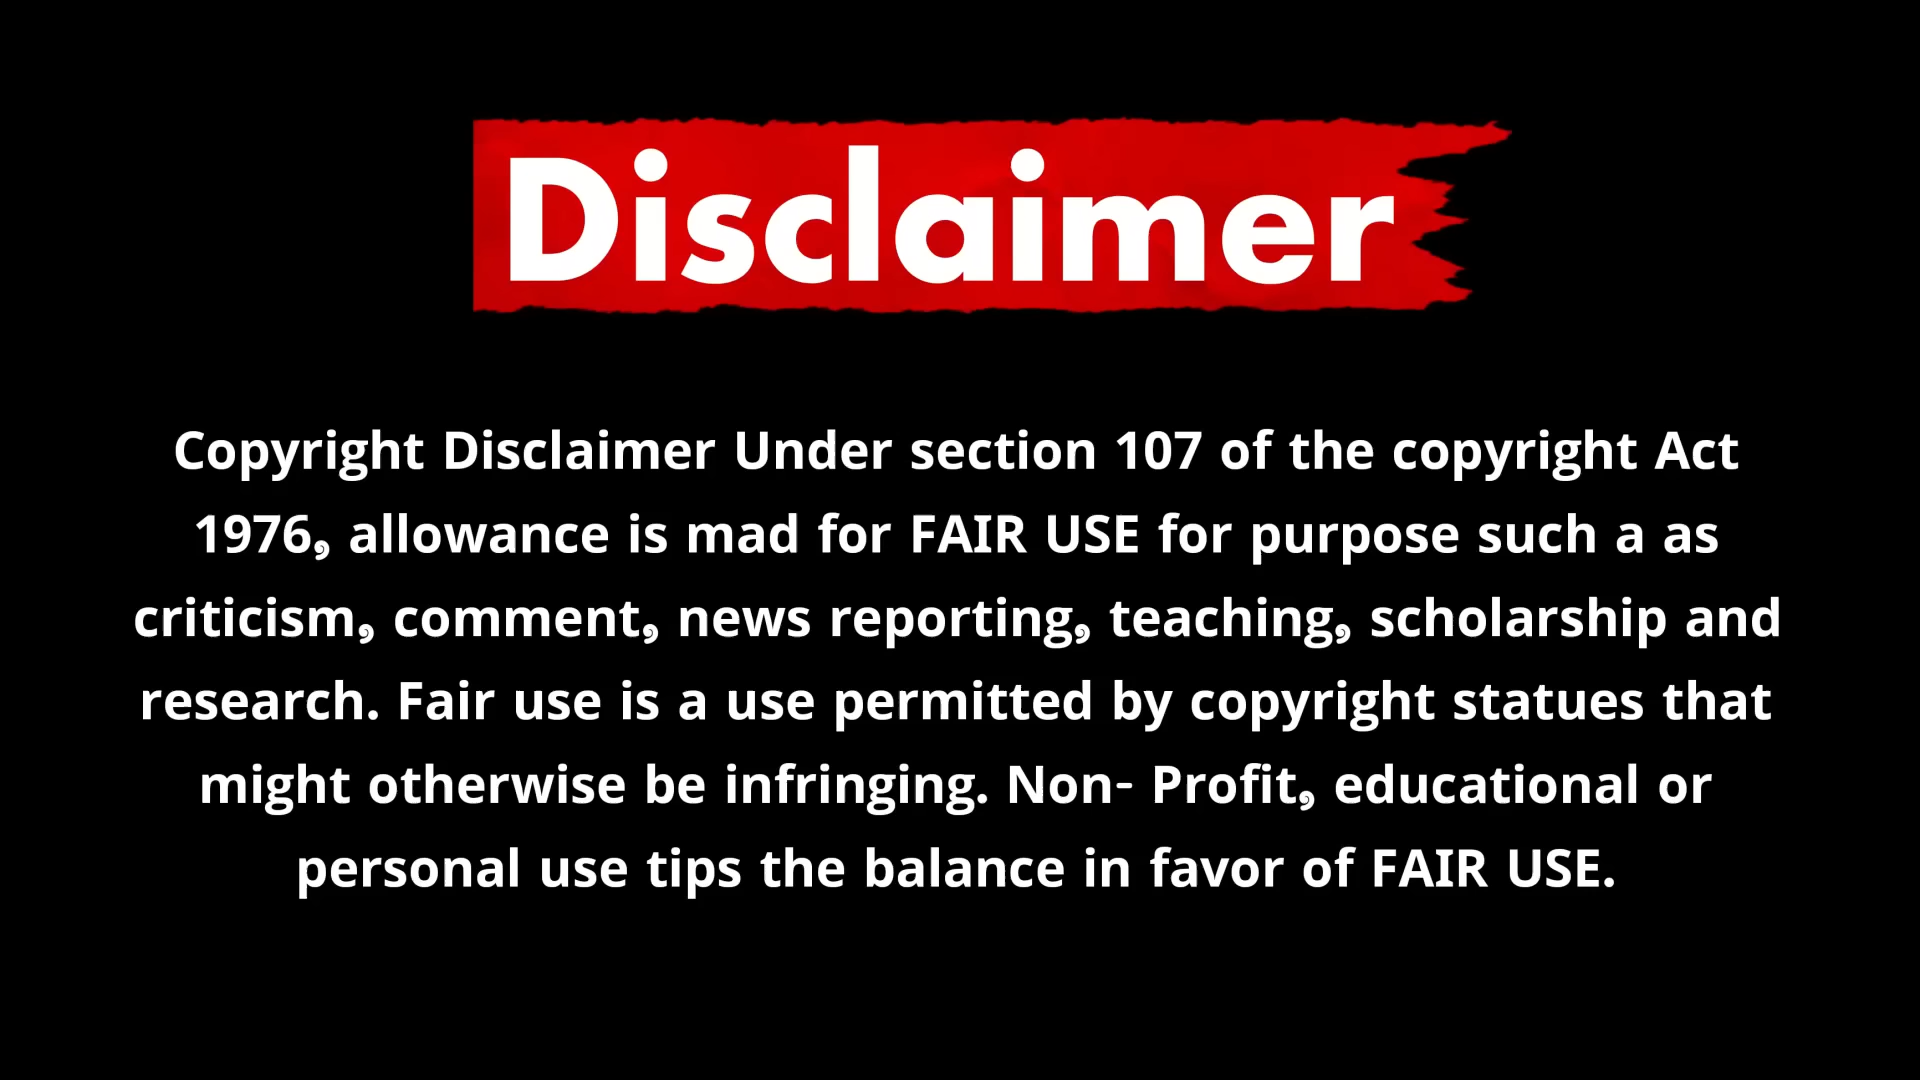 Disclaimer
Copyright Disclaimer Under section 107 of the copyright Act
1976, allowance is mad for FAIR USE for purpose such a as
criticism, comment, news reporting, teaching, scholarship and
research. Fair use is a use permitted by copyright statues that
might otherwise be infringing. Non- Profit, educational or
personal use tips the balance in favor of FAIR USE.